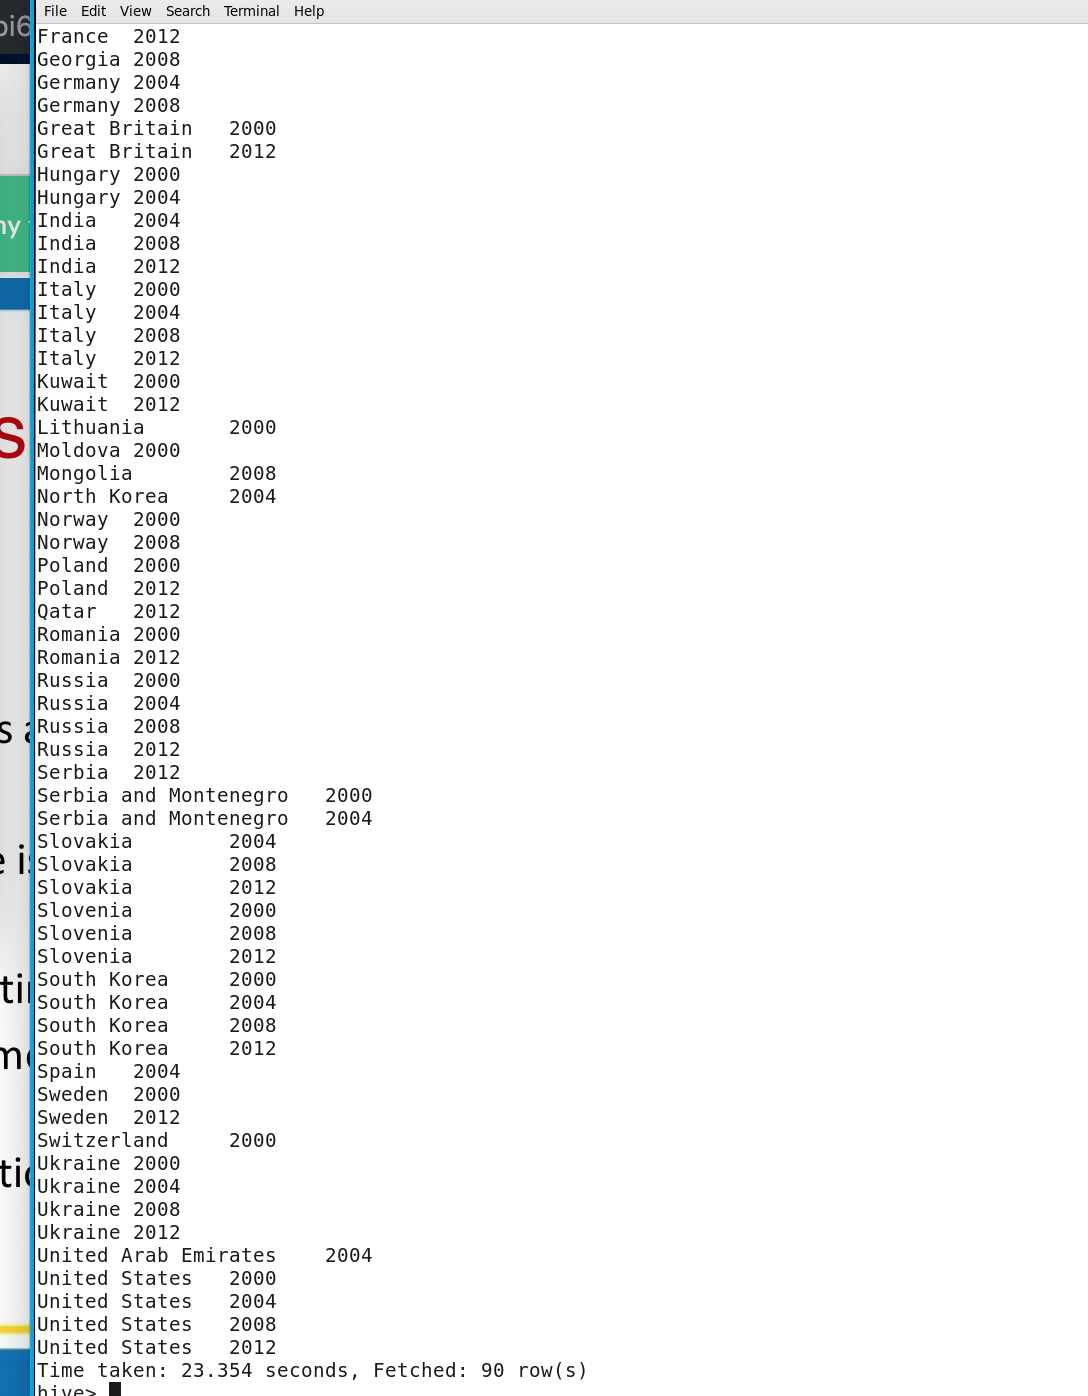 File Edit View Search Terminal Help
France 2012
Georgia 2008
Germany 2004
Germany 2008
Great Britain 2000
Great Britain 2012
Hungary 2000
Hungary 2004
India 2004
India 2008
India 2012
Italy 2000
Italy 2004
Italy 2008
Italy 2012
Kuwait 2000
Kuwait 2012
Lithuania 2000
Moldova 2000
Mongolia 2008
North Korea 2004
Norway 2000
Norway 2008
Poland 2000
Poland 2012
Qatar 2012
Romania 2000
Romania 2012
Russia 2000
Russia 2004
Russia 2008
Russia 2012
Serbia 2012
Serbia and Montenegro 2000
Serbia and Montenegro 2004
Slovakia 2004
Slovakia 2008
Slovakia 2012
Slovenia 2000
Slovenia 2008
Slovenia 2012
South Korea 2000
South Korea 2004
South Korea 2008
South Korea 2012
Spain 2004
Sweden 2000
Sweden 2012
Switzerland 2000
Ukraine 2000
Ukraine 2004
Ukraine 2008
Ukraine 2012
United Arab Emirates 2004
United States 2000
United States 2004
United States 2008
United States 2012
Time taken: 23.354 seconds, Fetched: 90 row(s)
hive>